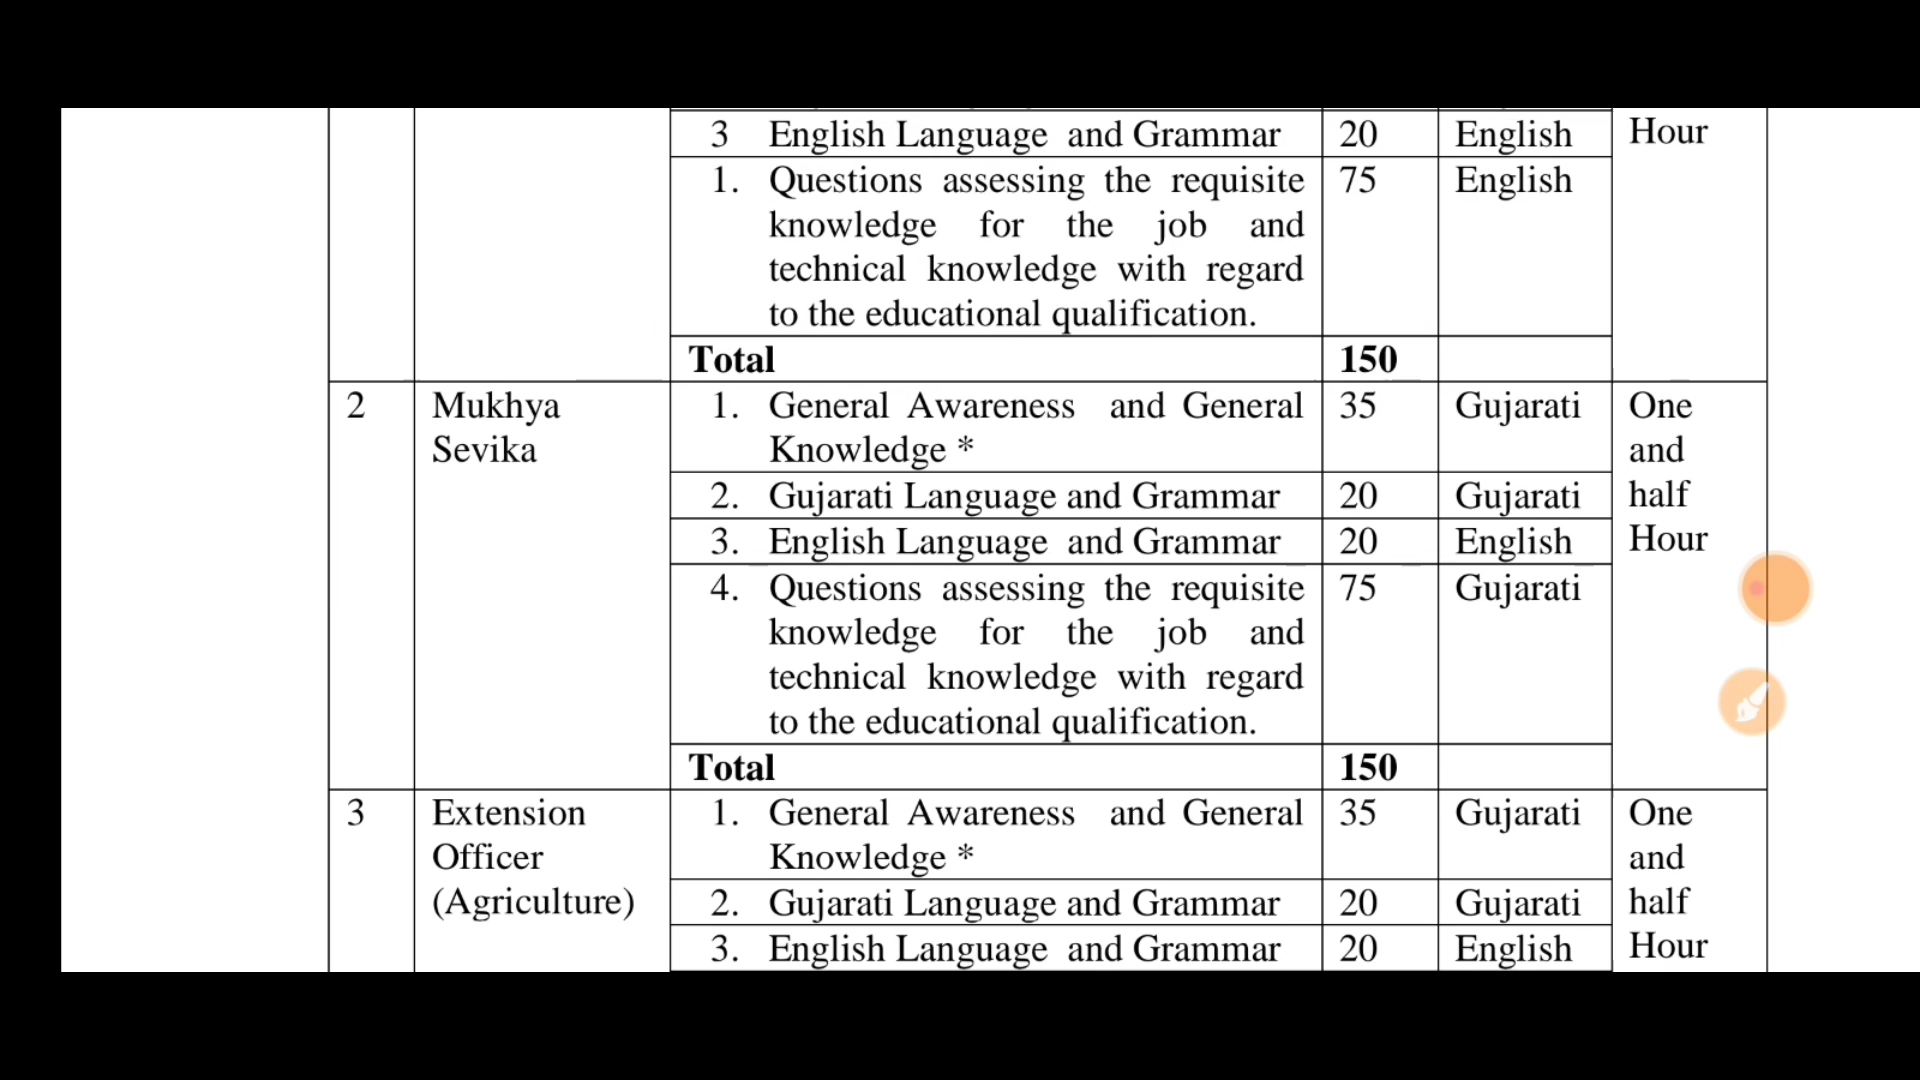 3 English Language and Grammar 20 English Hour
1. Questions assessing the requisite 75 English
knowledge for the job and
technical knowledge with regard
to the educational qualification.
Total 150
2 Mukhya 1. General Awareness and General 35 Gujarati One
Sevika Knowledge * and
2. Gujarati Language and Grammar 20 Gujarati half
3. English Language and Grammar 20 English Hour
4. Questions assessing the requisite 75 Gujarati
knowledge for the job and
technical knowledge with regard
to the educational qualification.
Total 150
3 Extension 1. General Awareness and General 35 Gujarati One
Officer Knowledge * and
(Agriculture) 2. Gujarati Language and Grammar 20 Gujarati half
3. English Language and Grammar 20 English Hour